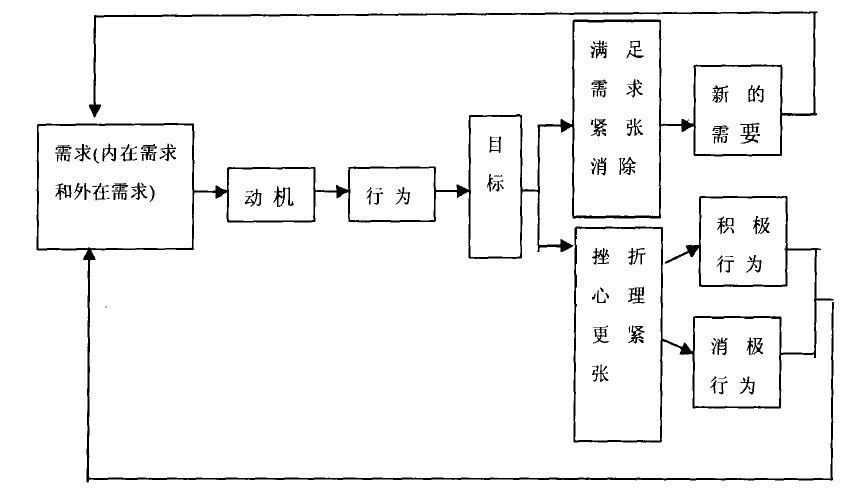 需求(内在需求
和外在需求)
动机
行为
目
标
满足
需求
紧张
消除
新的
需要
挫折
心理
更紧
张
积极
行为
消极
行为